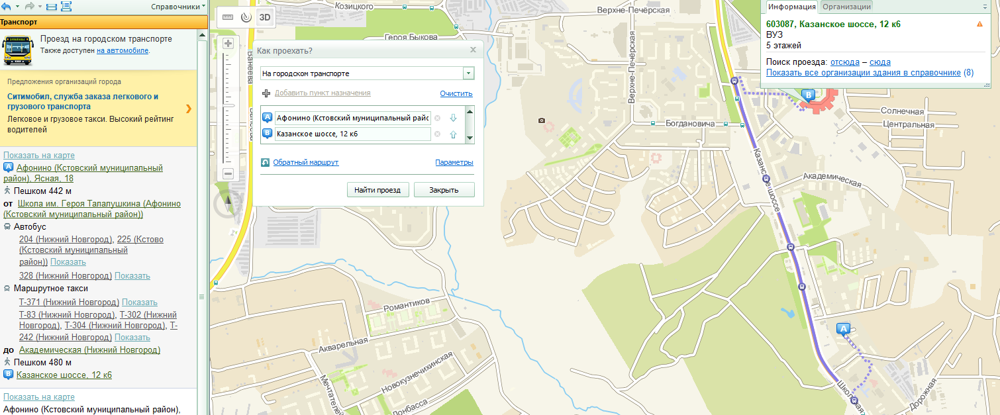 Справочники
Транспорт
Проезд на городском транспорте
Также доступен на автомобиле.
Предложения организаций города
Ситимобил, служба заказа легкового и
грузового транспорта
Легковое и грузовое такси. Высокий рейтинг
водителей
Показать на карте
A Афонино (Кстовский муниципальный
район), Ясная, 18
Пешком 442 м
от Школа им. Героя Талалушкина (Афонино
(Кстовский муниципальный район))
Автобус
204 (Нижний Новгород), 225 (Кстово
(Кстовский муниципальный
район)) Показать
328 (Нижний Новгород) Показать
Маршрутное такси
Т-371 (Нижний Новгород) Показать
Т-83 (Нижний Новгород), Т-302 (Нижний
Новгород), Т-304 (Нижний Новгород), Т-
242 (Нижний Новгород) Показать
до Академическая (Нижний Новгород)
Пешком 480 м
B Казанское шоссе, 12 к6
Показать на карте
Афонино (Кстовский муниципальный район),
3D
Как проехать?
На городском транспорте
Добавить пункт назначения
Очистить
A Афонино (Кстовский муниципальный райо
B Казанское шоссе, 12 к6
Обратный маршрут
Параметры
Найти проезд
Закрыть
Информация
Организации
603087, Казанское шоссе, 12 к6
ВУЗ
5 этажей
Поиск проезда: отсюда – сюда
Показать все организации здания в справочнике (8)
Козицкого
Героя Быкова
Ванеева
Верхне-Печёрская
Верхне-Печёрская
B
Солнечная
Центральная
Богдановича
Казанское шоссе
Академическая
Романтиков
Акварельная
Новокузнечихинская
Мечтателей
Донбасса
A
Школьная
Дорожная